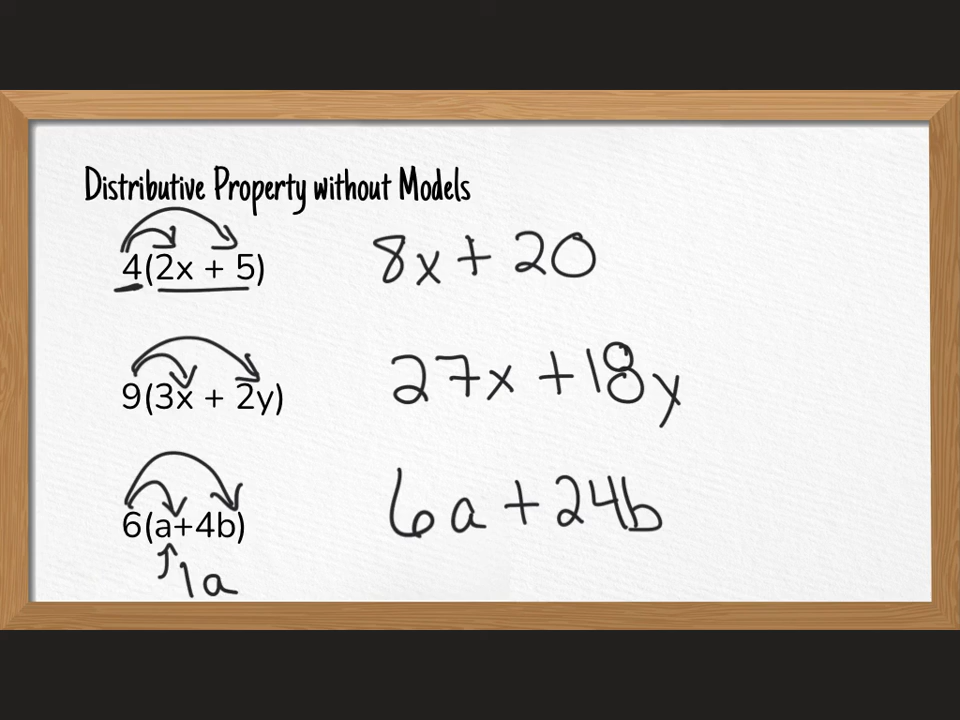 Distributive Property without Models
4(2x + 5) 8x + 20
9(3x + 2y) 27x + 18y
6(a+4b) 6a + 24b
1a